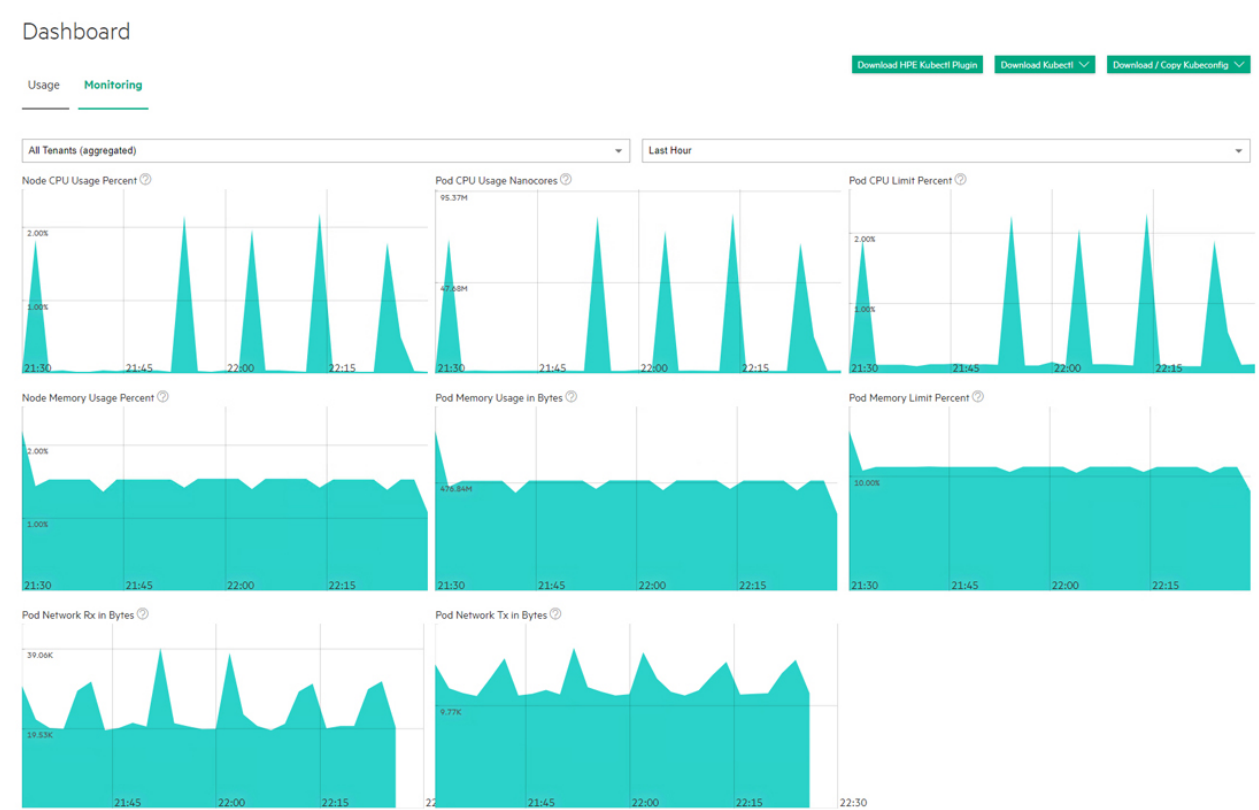 Dashboard
Download HPE Kubectl Plugin Download Kubectl Download / Copy Kubeconfig
Usage Monitoring
All Tenants (aggregated) Last Hour
Node CPU Usage Percent Pod CPU Usage Nanocores Pod CPU Limit Percent
95.37M
2.00% 2.00%
47.68M
1.00% 1.00%
21:30 21:45 22:00 22:15 21:30 21:45 22:00 22:15 21:30 21:45 22:00 22:15
Node Memory Usage Percent Pod Memory Usage in Bytes Pod Memory Limit Percent
2.00%
476.84M 10.00%
1.00%
21:30 21:45 22:00 22:15 21:30 21:45 22:00 22:15 21:30 21:45 22:00 22:15
Pod Network Rx in Bytes Pod Network Tx in Bytes
39.06K
9.77K
19.53K
21:45 22:00 22:15 22 21:45 22:00 22:15 22:30